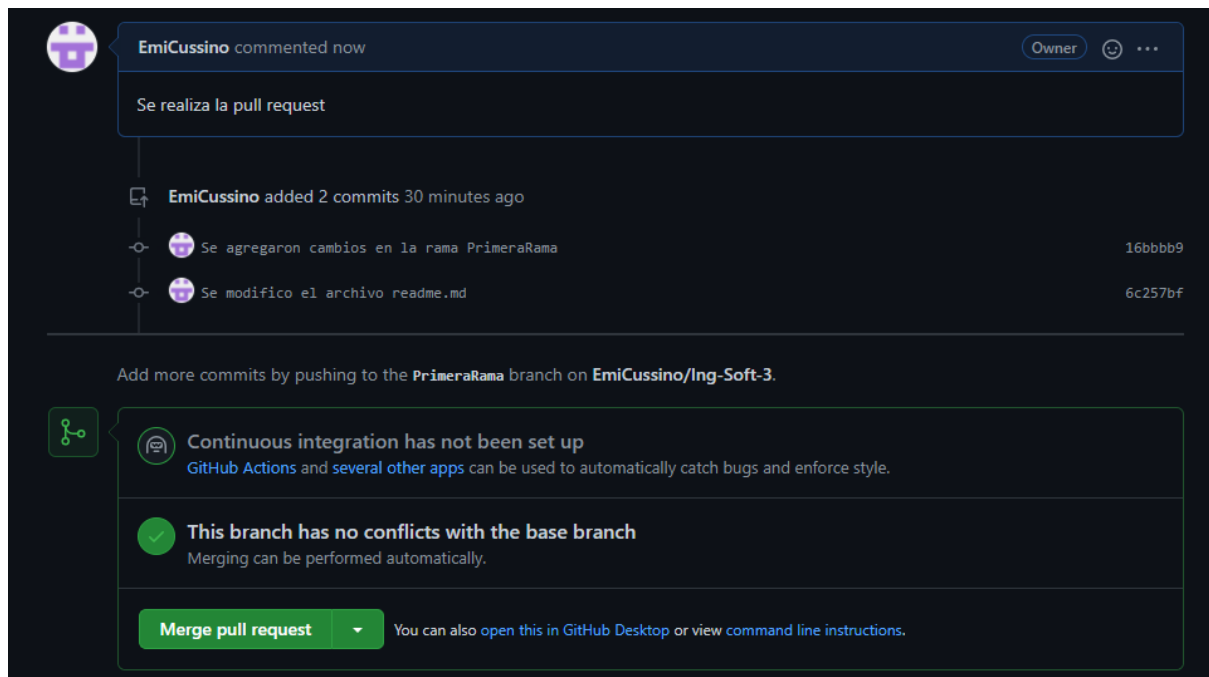 EmiCussino commented now
Owner
Se realiza la pull request
EmiCussino added 2 commits 30 minutes ago
Se agregaron cambios en la rama PrimeraRama 16bbbb9
Se modifico el archivo readme.md 6c257bf
Add more commits by pushing to the PrimeraRama branch on EmiCussino/Ing-Soft-3.
Continuous integration has not been set up
GitHub Actions and several other apps can be used to automatically catch bugs and enforce style.
This branch has no conflicts with the base branch
Merging can be performed automatically.
Merge pull request You can also open this in GitHub Desktop or view command line instructions.